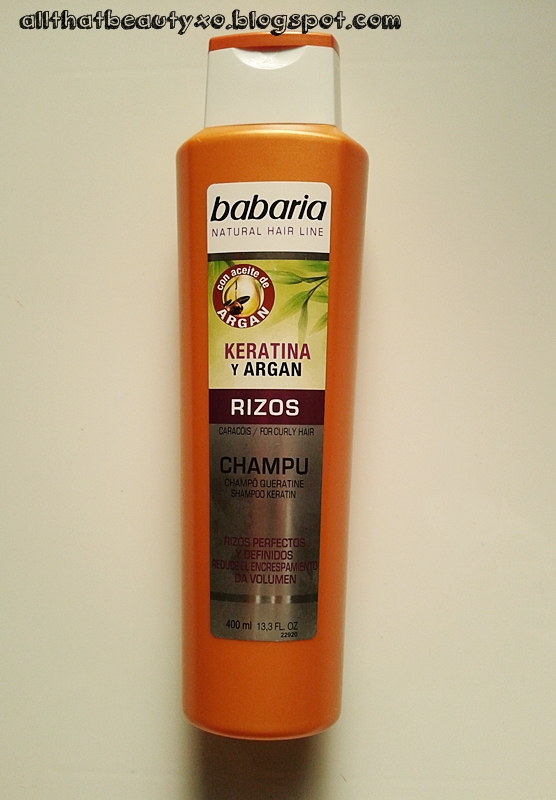 allthatbeautyxo.blogspot.com
babaria
NATURAL HAIR LINE
con aceite de
ARGAN
KERATINA
Y ARGAN
RIZOS
CARACÓIS / FOR CURLY HAIR
CHAMPU
CHAMPÔ QUERATINE
SHAMPOO KERATIN
RIZOS PERFECTOS
Y DEFINIDOS
REDUCE EL ENCRESPAMIENTO
DA VOLUMEN
400 ml 13,3 FL. OZ
22920